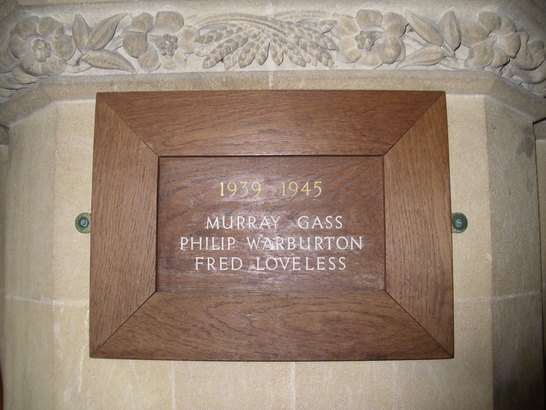 1939 - 1945
MURRAY GASS
PHILIP WARBURTON
FRED LOVELESS